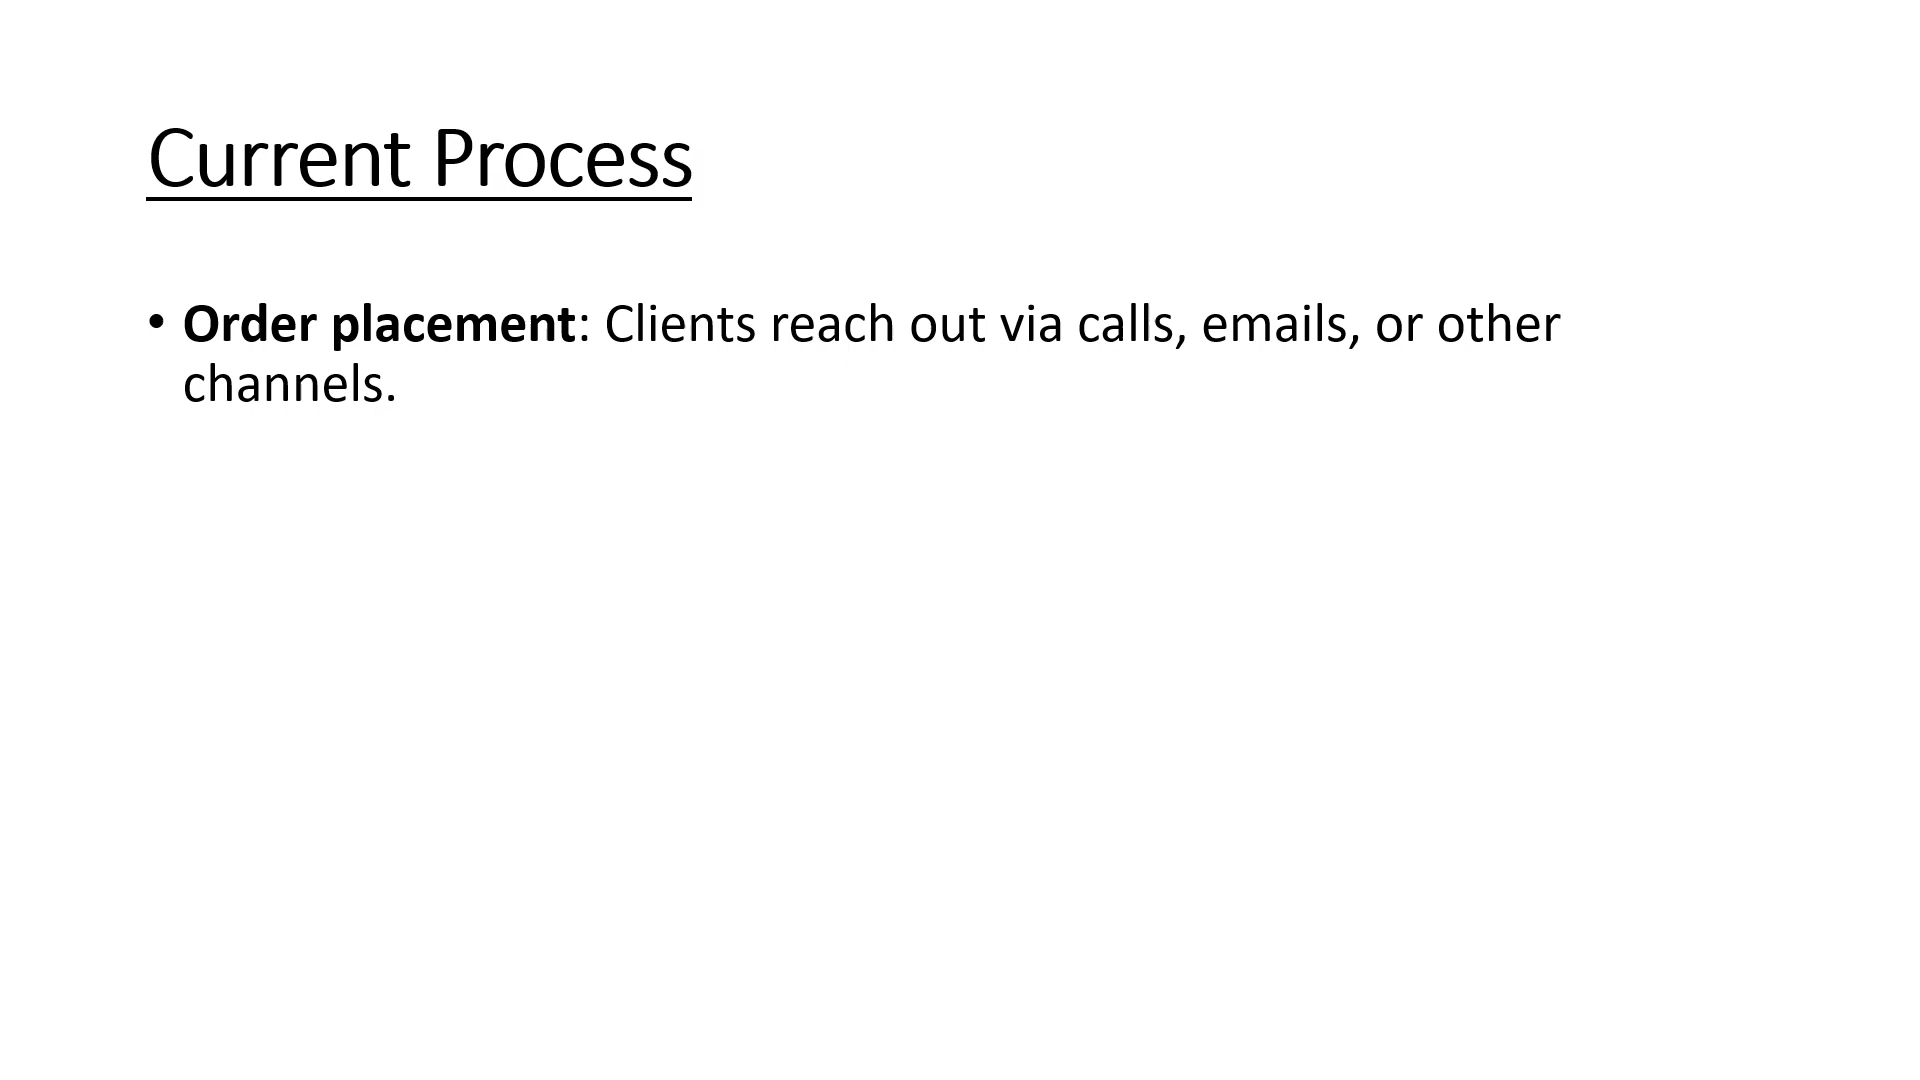 Current Process
• Order placement: Clients reach out via calls, emails, or other
channels.